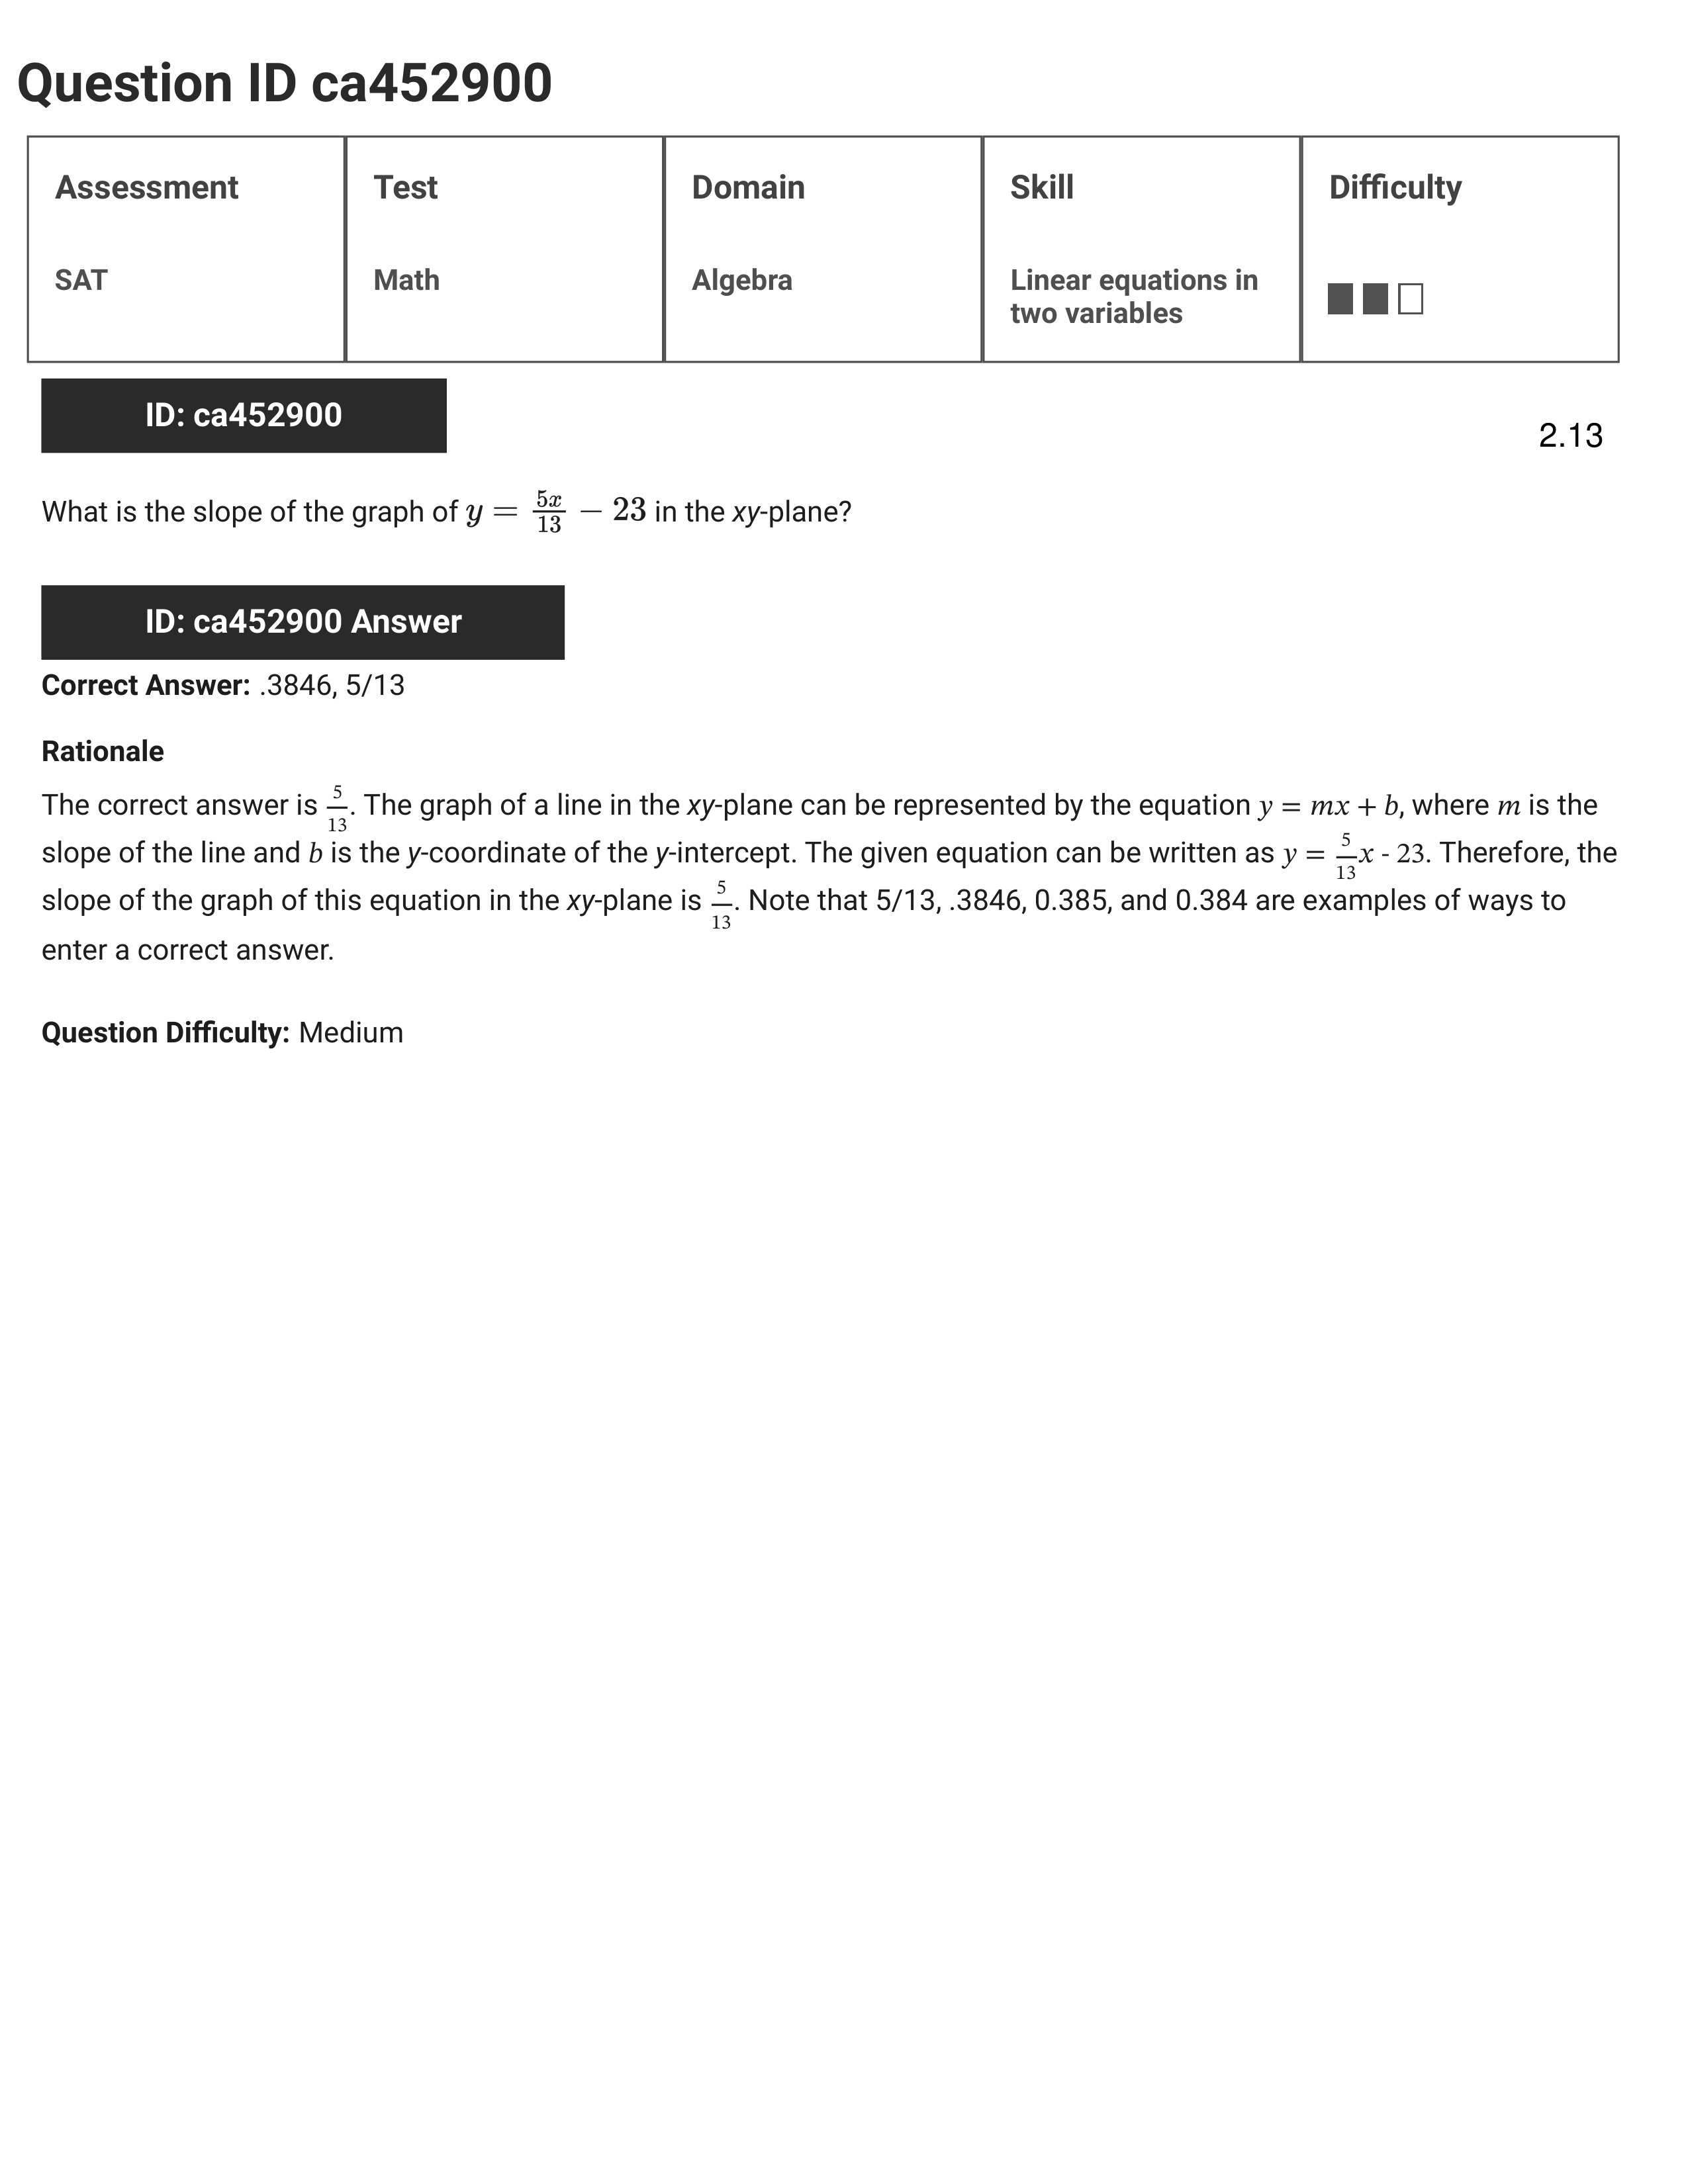 Question ID ca452900
Assessment
Test
Domain
Skill
Difficulty
SAT
Math
Algebra
Linear equations in
two variables
ID: ca452900
2.13
What is the slope of the graph of y = 5x/13 − 23 in the xy-plane?
ID: ca452900 Answer
Correct Answer: .3846, 5/13
Rationale
The correct answer is 5/13. The graph of a line in the xy-plane can be represented by the equation y = mx + b, where m is the
slope of the line and b is the y-coordinate of the y-intercept. The given equation can be written as y = 5/13x - 23. Therefore, the
slope of the graph of this equation in the xy-plane is 5/13. Note that 5/13, .3846, 0.385, and 0.384 are examples of ways to
enter a correct answer.
Question Difficulty: Medium